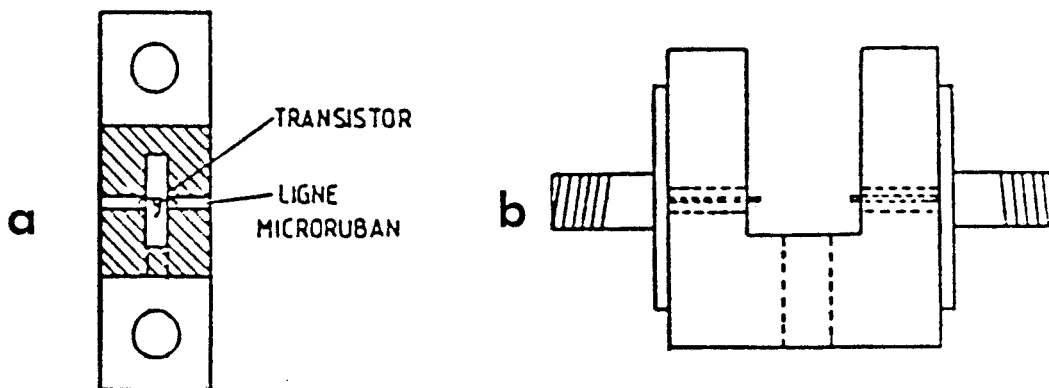 a
TRANSISTOR
LIGNE
MICRORUBAN
b